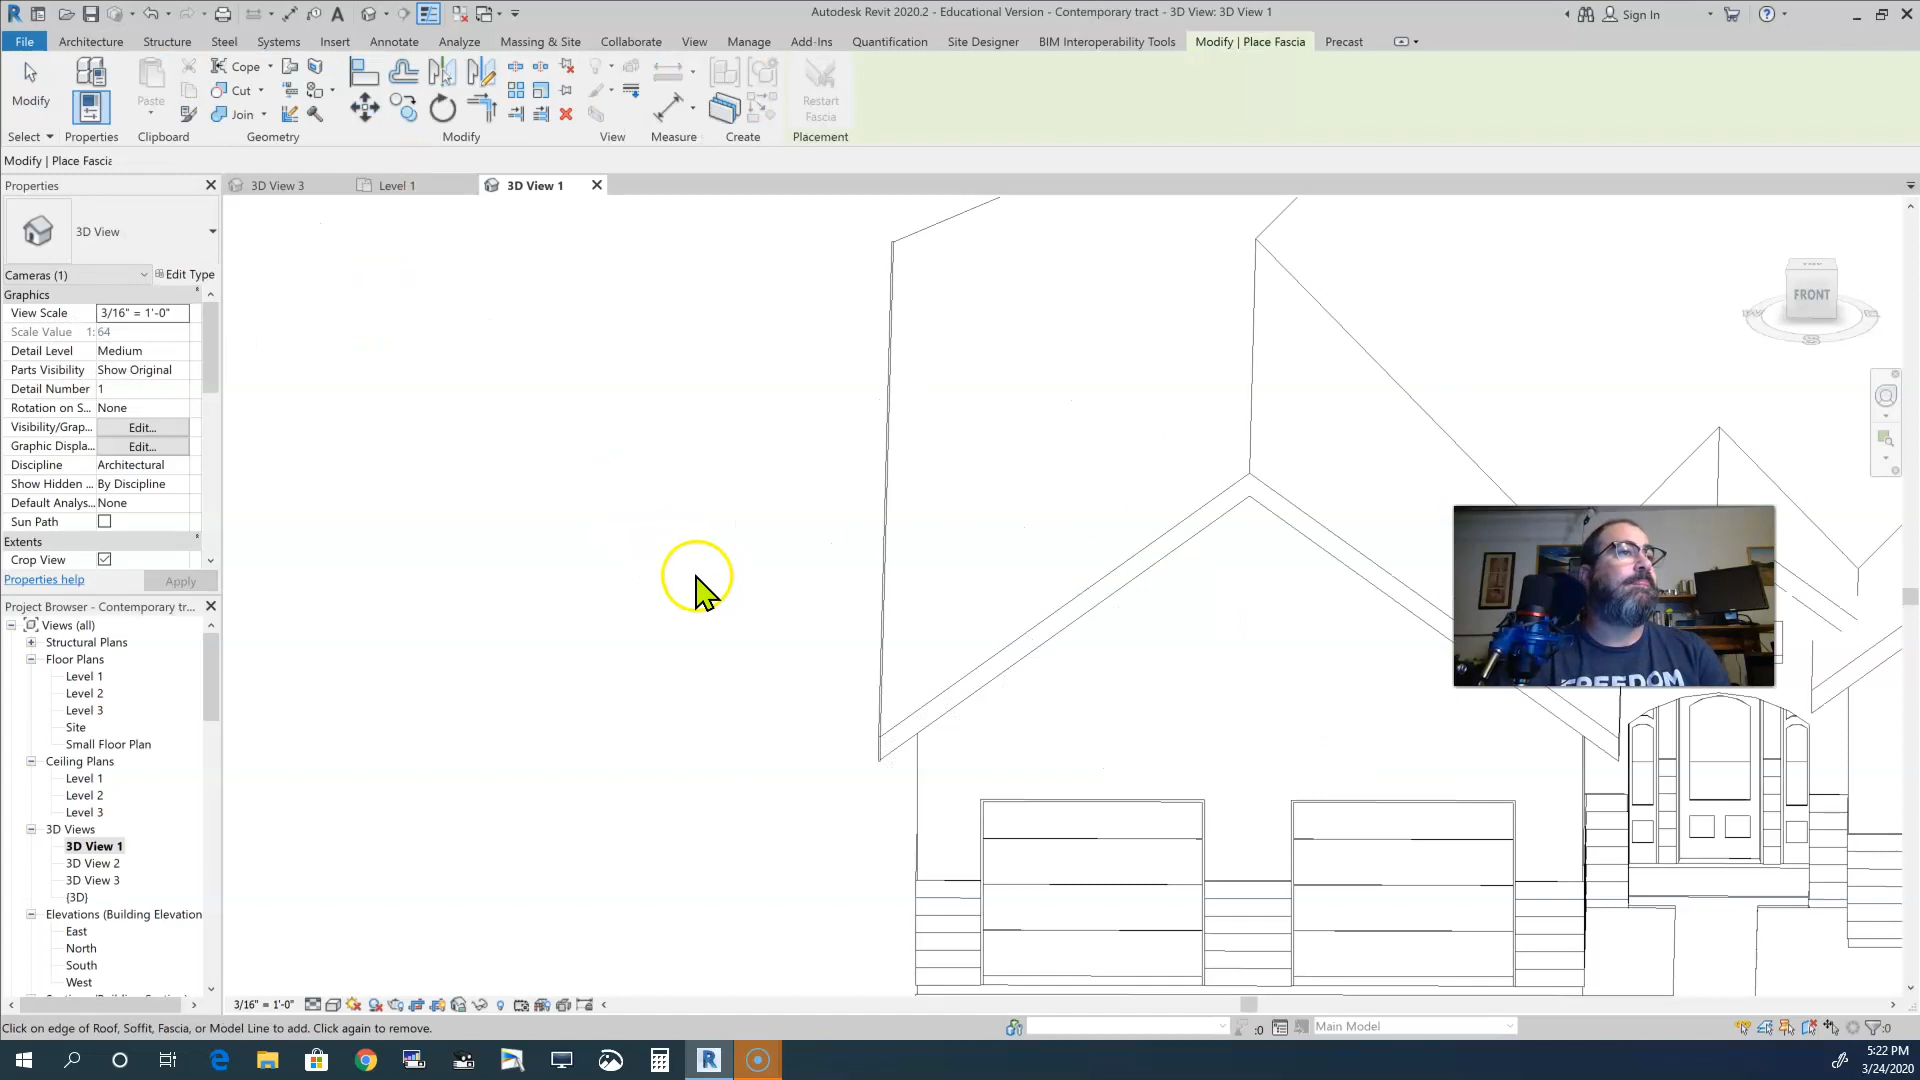 Autodesk Revit 2020.2 - Educational Version - Contemporary tract - 3D View: 3D View 1
Sign In
File Architecture Structure Steel Systems Insert Annotate Analyze Massing & Site Collaborate View Manage Add-Ins Quantification Site Designer BIM Interoperability Tools Modify | Place Fascia Precast
Cope
Cut
Join
Modify
Paste
Restart
Fascia
Select Properties Clipboard Geometry Modify View Measure Create Placement
Modify | Place Fascia
Properties
3D View 3
Level 1
3D View 1
3D View
Cameras (1) Edit Type
Graphics
View Scale 3/16" = 1'-0"
Scale Value 1: 64
Detail Level Medium
Parts Visibility Show Original
Detail Number 1
Rotation on S... None
Visibility/Grap... Edit...
Graphic Displa... Edit...
Discipline Architectural
Show Hidden ... By Discipline
Default Analys... None
Sun Path
Extents
Crop View
Properties help Apply
Project Browser - Contemporary tr...
Views (all)
Structural Plans
Floor Plans
Level 1
Level 2
Level 3
Site
Small Floor Plan
Ceiling Plans
Level 1
Level 2
Level 3
3D Views
3D View 1
3D View 2
3D View 3
{3D}
Elevations (Building Elevation
East
North
South
West
FRONT
FREEDOM
3/16" = 1'-0"
Click on edge of Roof, Soffit, Fascia, or Model Line to add. Click again to remove.
:0
Main Model
:0
5:22 PM
3/24/2020